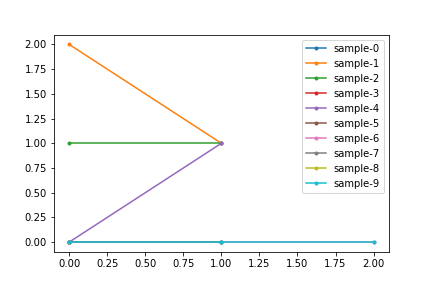 2.00
1.75
1.50
1.25
1.00
0.75
0.50
0.25
0.00
0.00 0.25 0.50 0.75 1.00 1.25 1.50 1.75 2.00
sample-0
sample-1
sample-2
sample-3
sample-4
sample-5
sample-6
sample-7
sample-8
sample-9